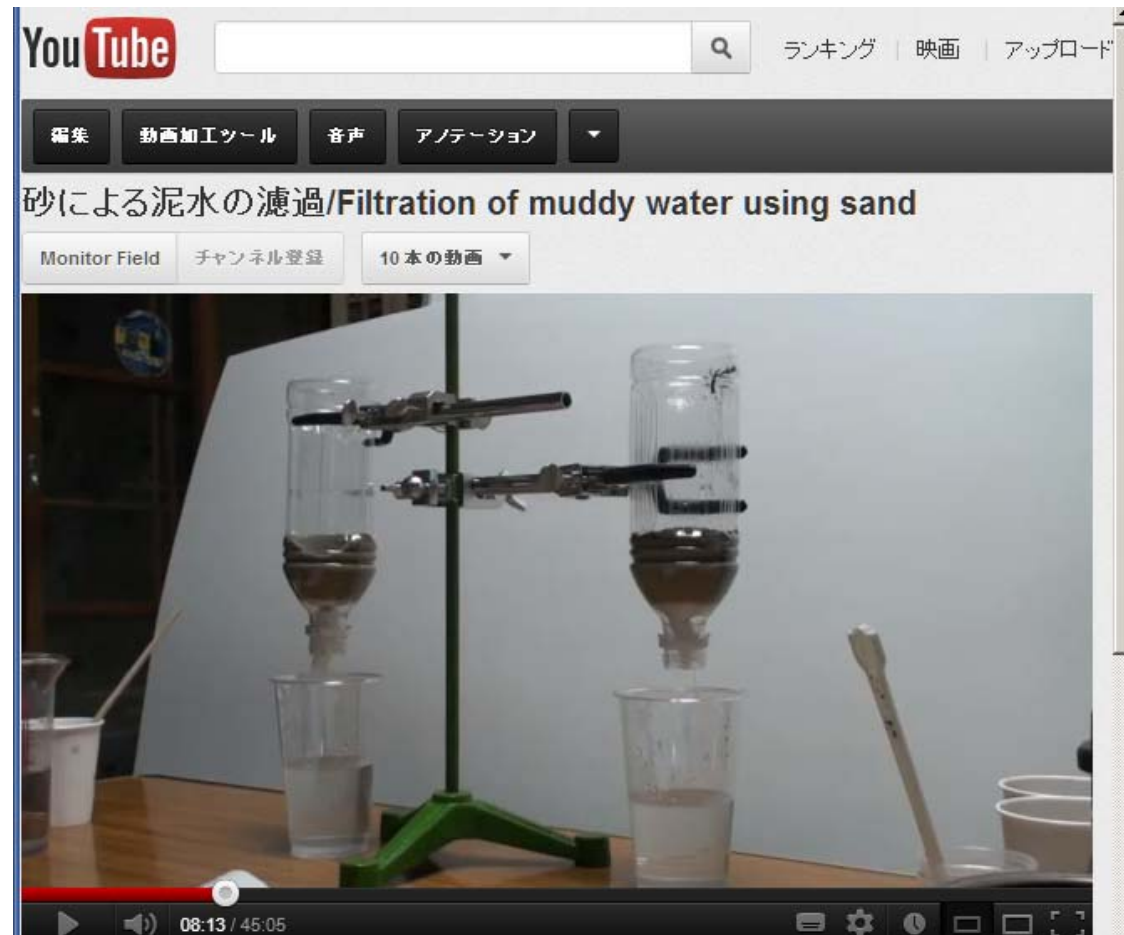 YouTube ランキング 映画 アップロード
編集 動画加工ツール 音声 アノテーション
砂による泥水の濾過/Filtration of muddy water using sand
Monitor Field チャンネル登録 10 本の動画
08:13 / 45:05